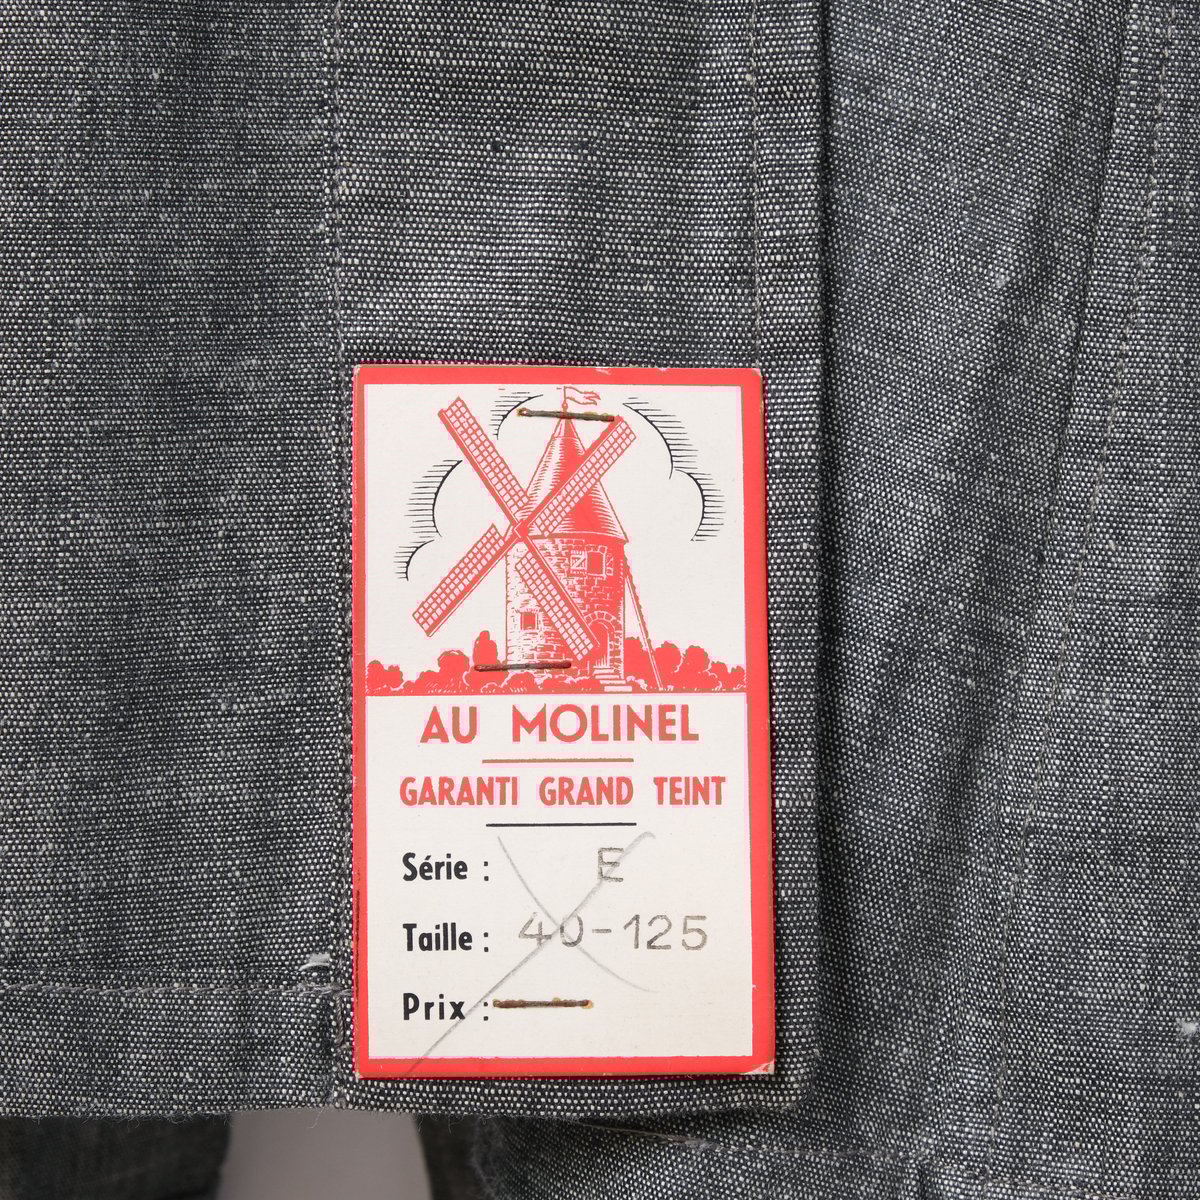 AU MOLINEL
GARANTI GRAND TEINT
Série : E
Taille : 40-125
Prix :